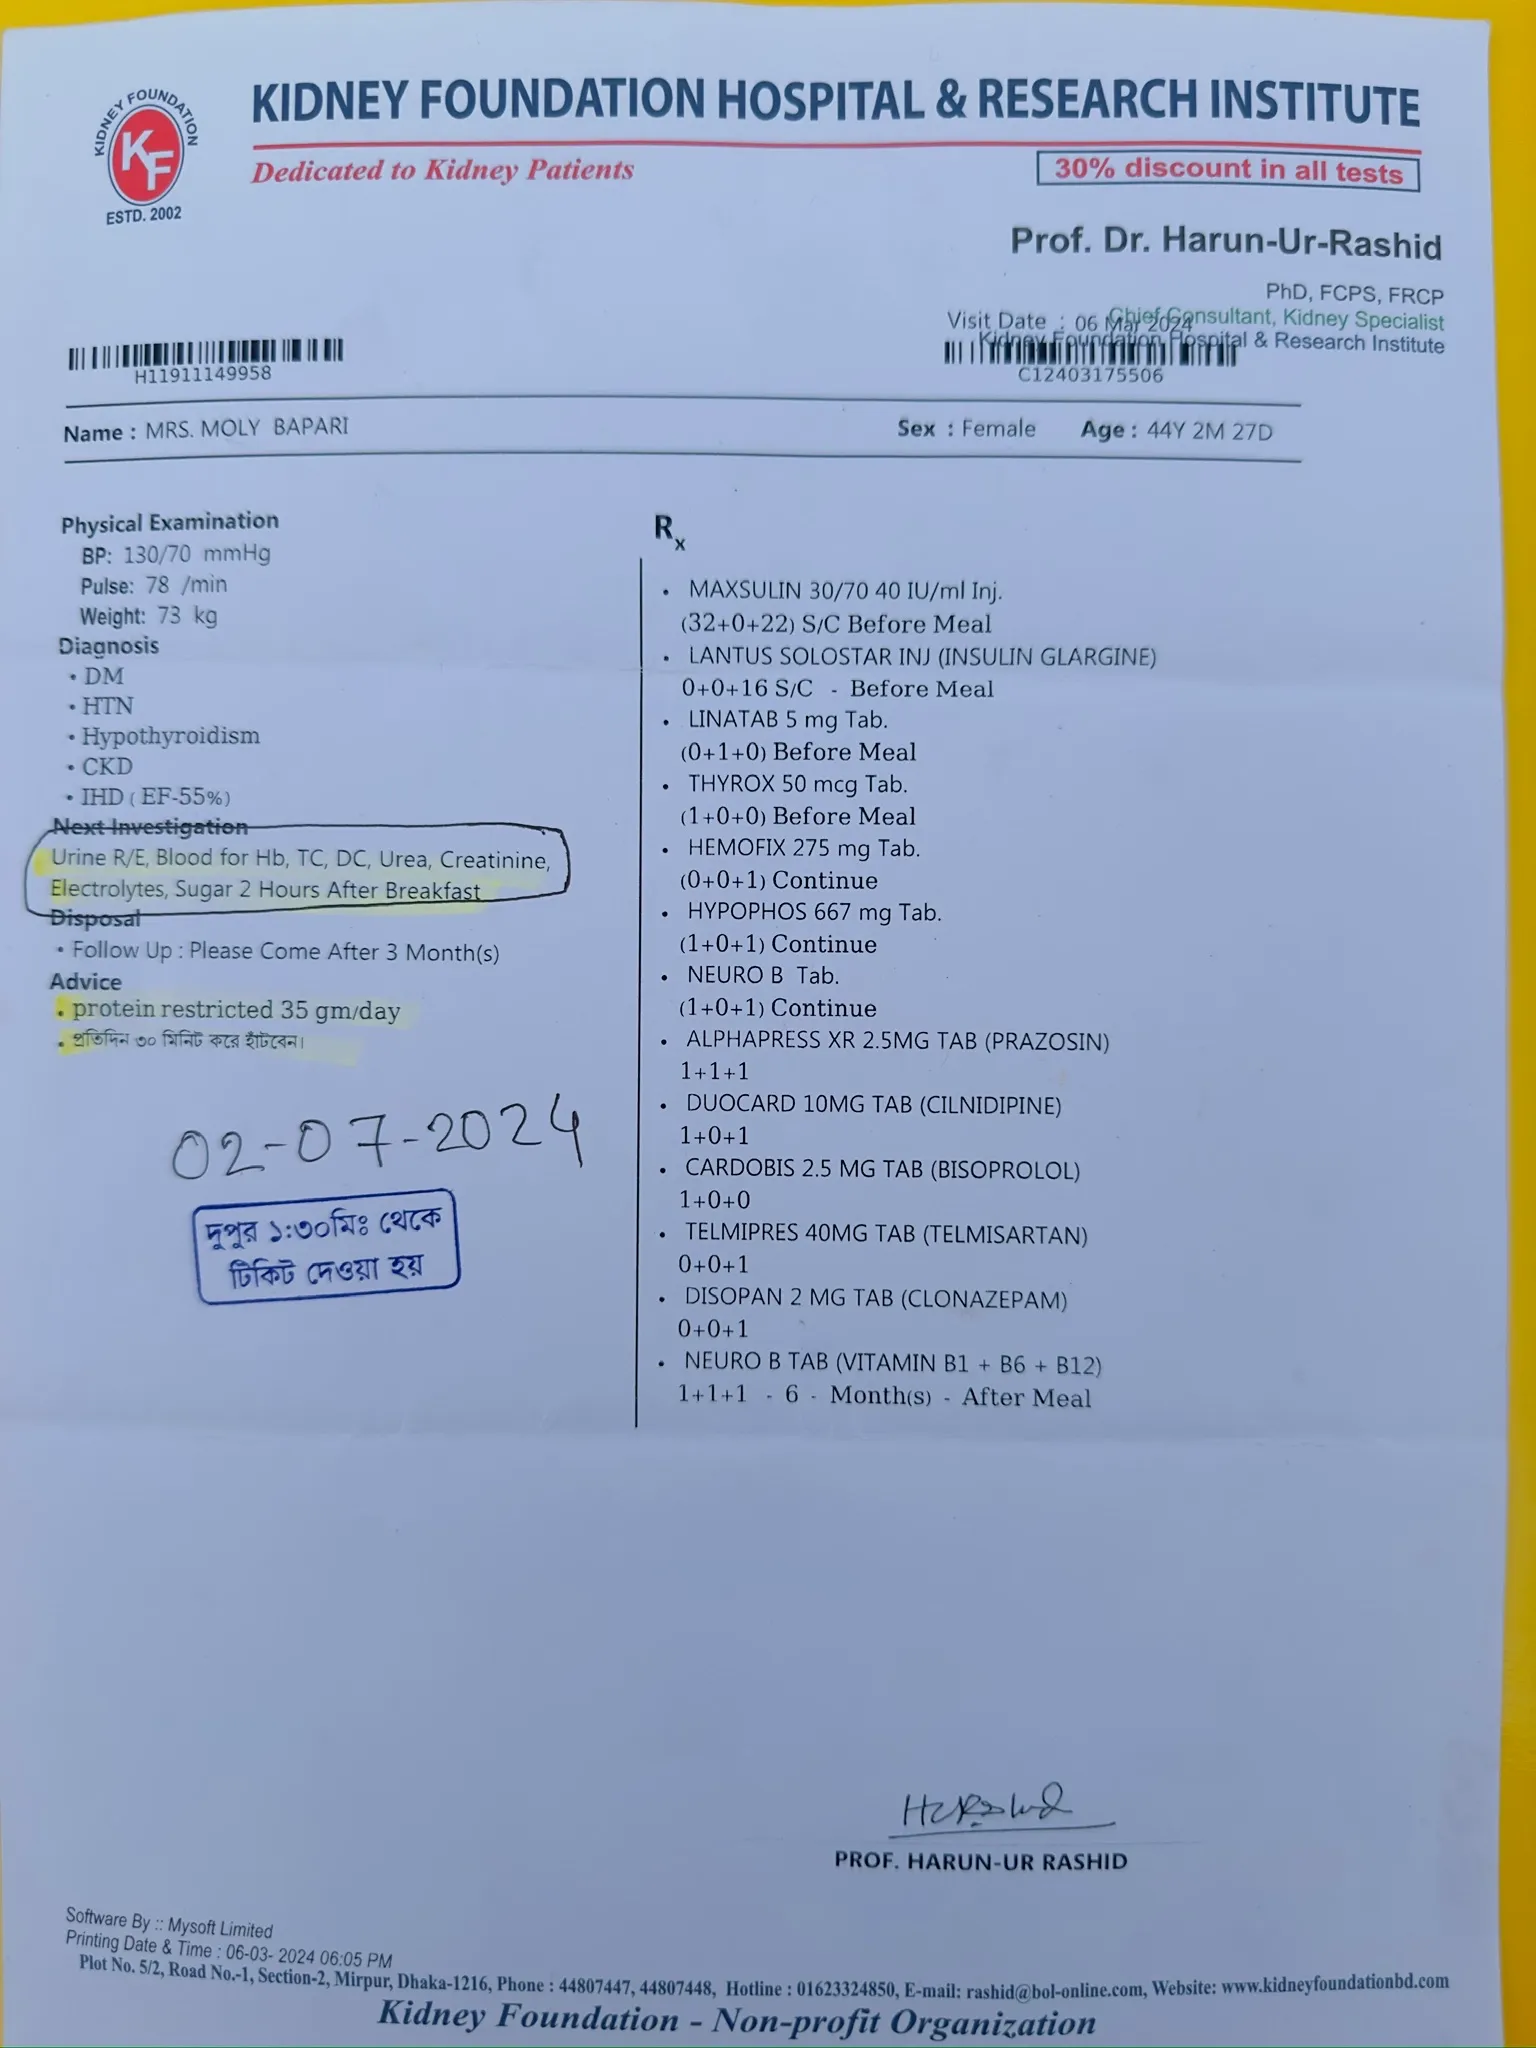 KIDNEY FOUNDATION
KF
ESTD. 2002
KIDNEY FOUNDATION HOSPITAL & RESEARCH INSTITUTE
Dedicated to Kidney Patients
30% discount in all tests
Prof. Dr. Harun-Ur-Rashid
PhD, FCPS, FRCP
Chief Consultant, Kidney Specialist
Kidney Foundation Hospital & Research Institute
Visit Date : 06 Mar 2024
H11911149958
C12403175506
Name : MRS. MOLY BAPARI Sex : Female Age : 44Y 2M 27D
Physical Examination
BP: 130/70 mmHg
Pulse: 78 /min
Weight: 73 kg
Diagnosis
• DM
• HTN
• Hypothyroidism
• CKD
• IHD ( EF-55%)
Next Investigation
Urine R/E, Blood for Hb, TC, DC, Urea, Creatinine,
Electrolytes, Sugar 2 Hours After Breakfast
Disposal
• Follow Up : Please Come After 3 Month(s)
Advice
• protein restricted 35 gm/day
• প্রতিদিন ৩০ মিনিট করে হাঁটবেন।
02-07-2024
দুপুর ১:৩০মিঃ থেকে
টিকিট দেওয়া হয়
Rx
• MAXSULIN 30/70 40 IU/ml Inj.
(32+0+22) S/C Before Meal
• LANTUS SOLOSTAR INJ (INSULIN GLARGINE)
0+0+16 S/C - Before Meal
• LINATAB 5 mg Tab.
(0+1+0) Before Meal
• THYROX 50 mcg Tab.
(1+0+0) Before Meal
• HEMOFIX 275 mg Tab.
(0+0+1) Continue
• HYPOPHOS 667 mg Tab.
(1+0+1) Continue
• NEURO B Tab.
(1+0+1) Continue
• ALPHAPRESS XR 2.5MG TAB (PRAZOSIN)
1+1+1
• DUOCARD 10MG TAB (CILNIDIPINE)
1+0+1
• CARDOBIS 2.5 MG TAB (BISOPROLOL)
1+0+0
• TELMIPRES 40MG TAB (TELMISARTAN)
0+0+1
• DISOPAN 2 MG TAB (CLONAZEPAM)
0+0+1
• NEURO B TAB (VITAMIN B1 + B6 + B12)
1+1+1 - 6 - Month(s) - After Meal
PROF. HARUN-UR RASHID
Software By :: Mysoft Limited
Printing Date & Time : 06-03- 2024 06:05 PM
Plot No. 5/2, Road No.-1, Section-2, Mirpur, Dhaka-1216, Phone : 44807447, 44807448, Hotline : 01623324850, E-mail: rashid@bol-online.com, Website: www.kidneyfoundationbd.com
Kidney Foundation - Non-profit Organization